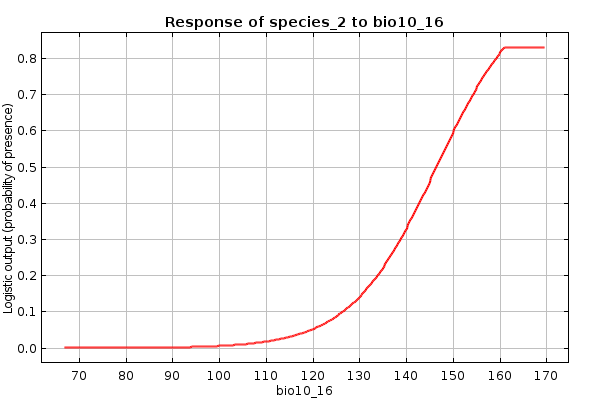 Response of species_2 to bio10_16
Logistic output (probability of presence)
0.8
0.7
0.6
0.5
0.4
0.3
0.2
0.1
0.0
70 80 90 100 110 120 130 140 150 160 170
bio10_16